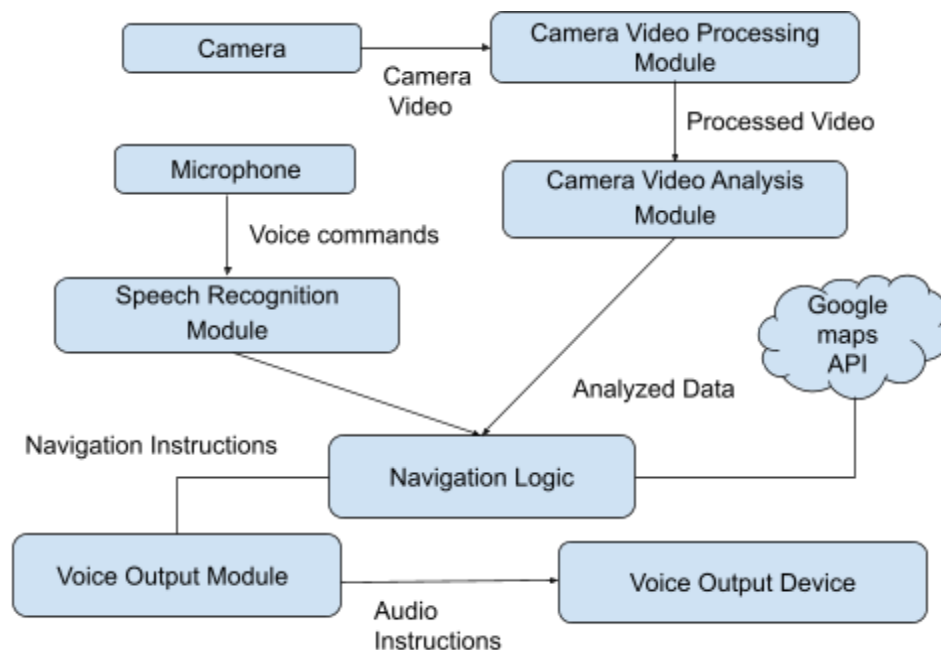 Camera
Camera Video Processing
Module
Camera
Video
Processed Video
Microphone
Camera Video Analysis
Module
Voice commands
Speech Recognition
Module
Google
maps
API
Analyzed Data
Navigation Instructions
Navigation Logic
Voice Output Module
Voice Output Device
Audio
Instructions